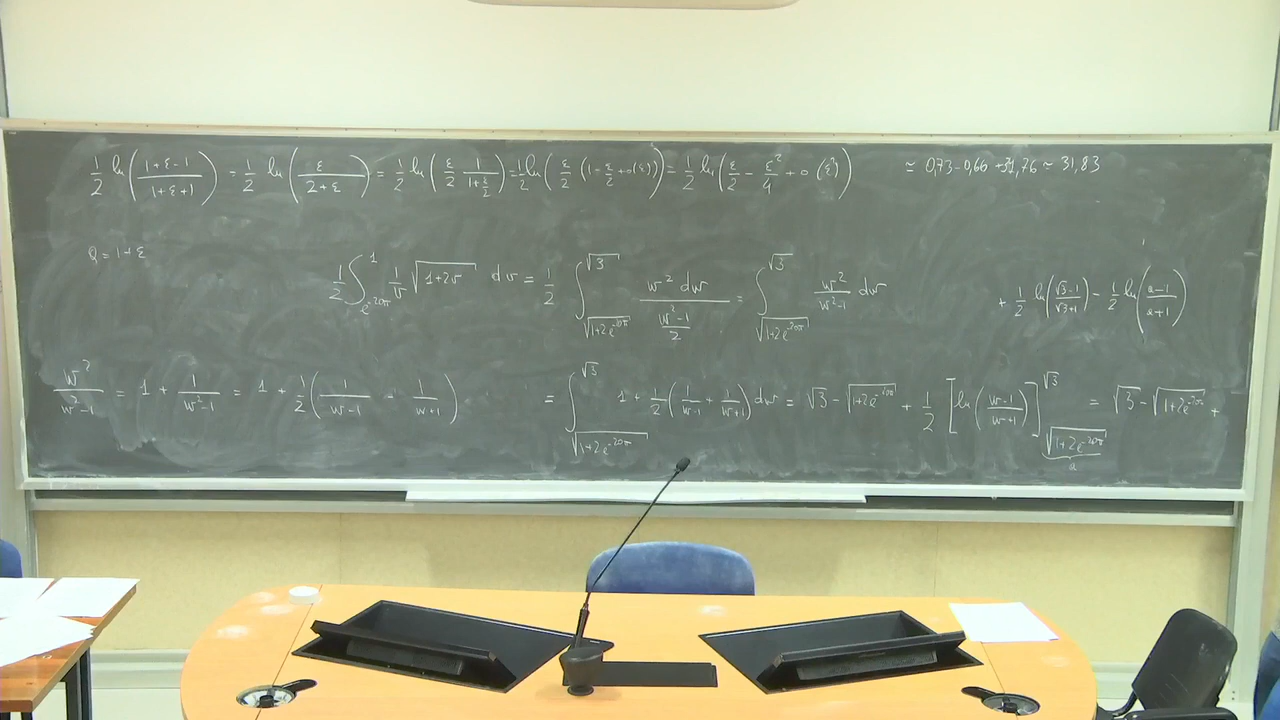 1/2 ln((1+ε-1)/(1+ε+1)) = 1/2 ln(ε/(2+ε)) = 1/2 ln(ε/2 1/(1+ε/2)) = 1/2 ln(ε/2 (1-ε/2+o(ε))) = 1/2 ln(ε/2 - ε²/4 + o(ε²))
≈ 0,73-0,66+31,76 ≈ 31,83
a = 1+ε
1/2 ∫_{e^{-20π}}^{1} 1/v √(1+2v) dv = 1/2 ∫_{√(1+2e^{-20π})}^{√3} w² dw/((w²-1)/2) = ∫_{√(1+2e^{-20π})}^{√3} w²/(w²-1) dw
+ 1/2 ln((√3-1)/(√3+1)) - 1/2 ln((a-1)/(a+1))
w²/(w²-1) = 1 + 1/(w²-1) = 1 + 1/2 (1/(w-1) - 1/(w+1))
= ∫_{√(1+2e^{-20π})}^{√3} 1 + 1/2 (1/(w-1) + 1/(w+1)) dw = √3 - √(1+2e^{-20π}) + 1/2 [ln((w-1)/(w+1))]_{√(1+2e^{-20π})}^{√3} = √3 - √(1+2e^{-20π}) +
a